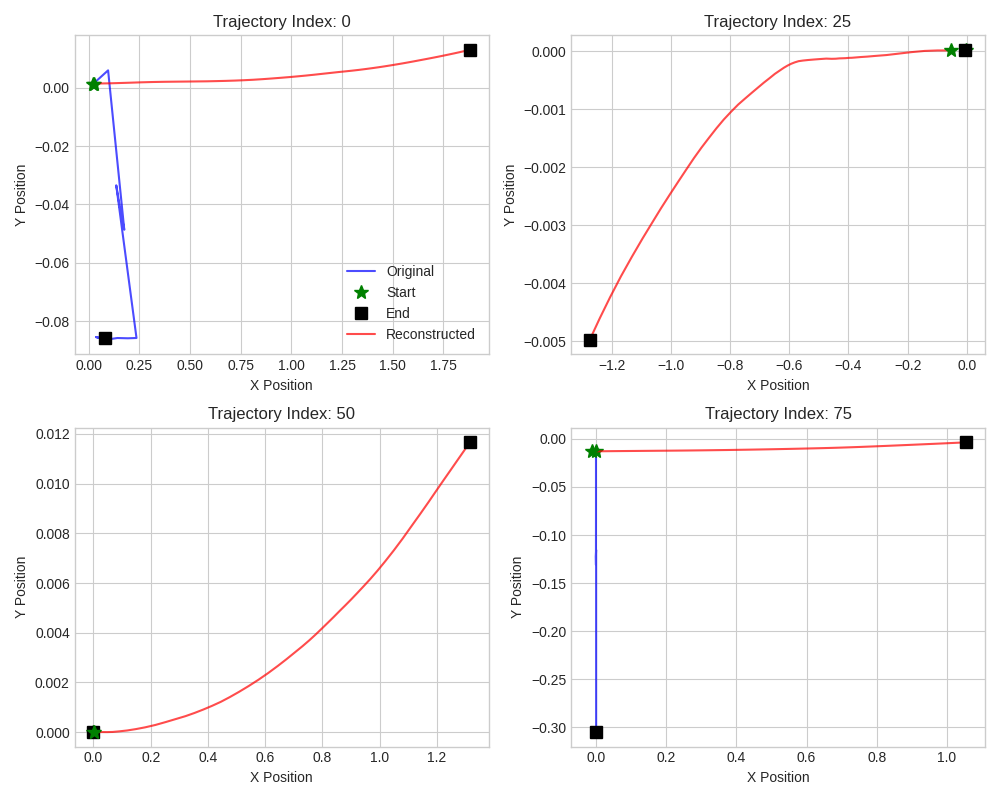 Trajectory Index: 0
0.00
−0.02
−0.04
−0.06
−0.08
Y Position
0.00 0.25 0.50 0.75 1.00 1.25 1.50 1.75
X Position
Original
Start
End
Reconstructed
Trajectory Index: 25
0.000
−0.001
−0.002
−0.003
−0.004
−0.005
Y Position
−1.2 −1.0 −0.8 −0.6 −0.4 −0.2 0.0
X Position
Trajectory Index: 50
0.012
0.010
0.008
0.006
0.004
0.002
0.000
Y Position
0.0 0.2 0.4 0.6 0.8 1.0 1.2
X Position
Trajectory Index: 75
0.00
−0.05
−0.10
−0.15
−0.20
−0.25
−0.30
Y Position
0.0 0.2 0.4 0.6 0.8 1.0
X Position